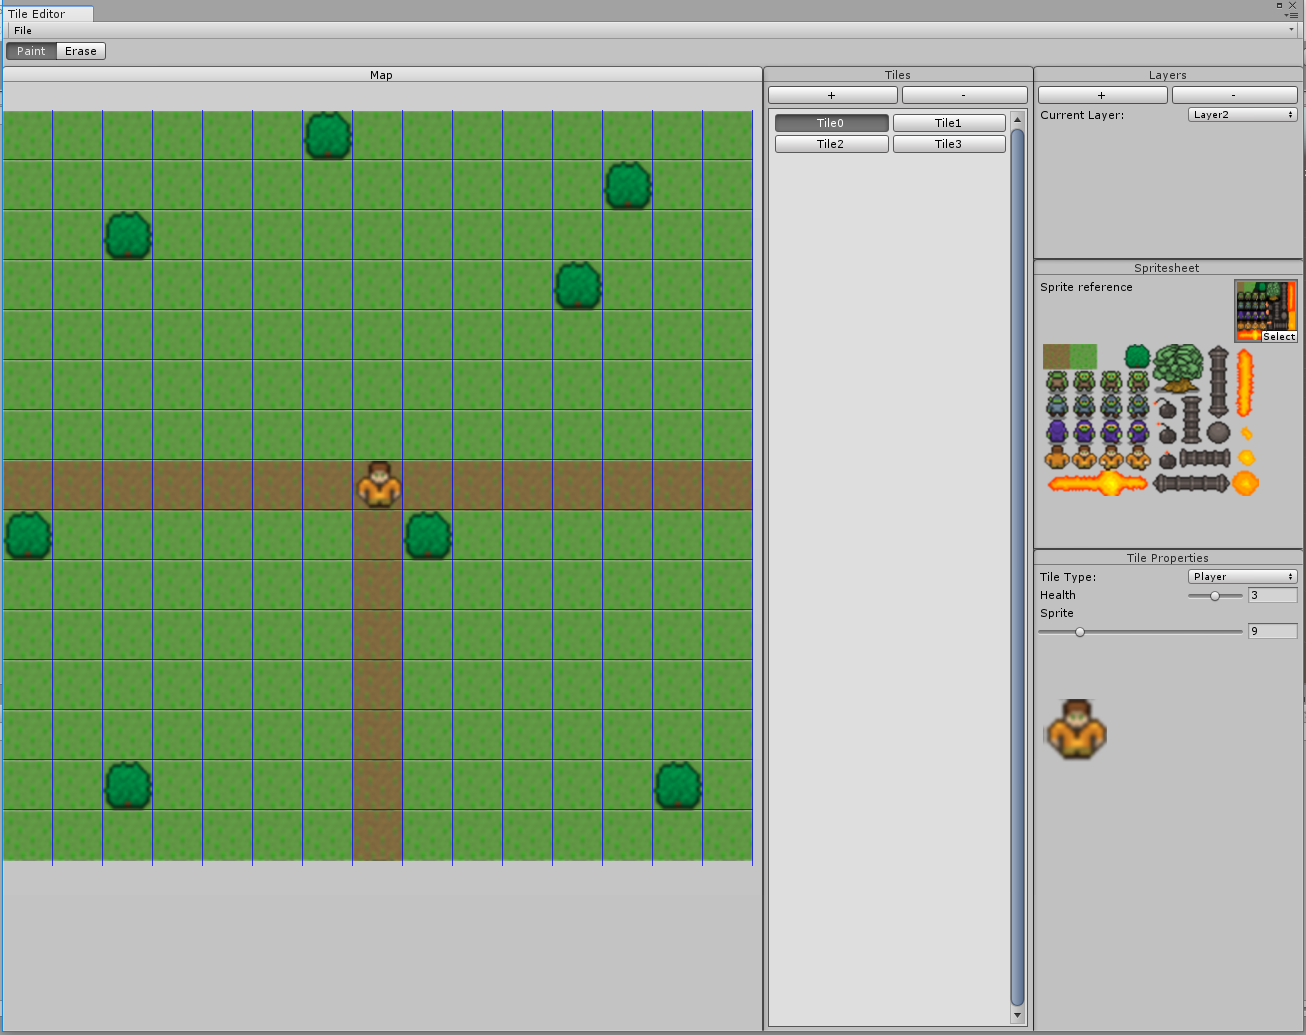 Tile Editor
File
Paint Erase
Map
Tiles
+ -
Tile0 Tile1
Tile2 Tile3
Layers
+ -
Current Layer: Layer2
Spritesheet
Sprite reference
Select
Tile Properties
Tile Type: Player
Health 3
Sprite
9